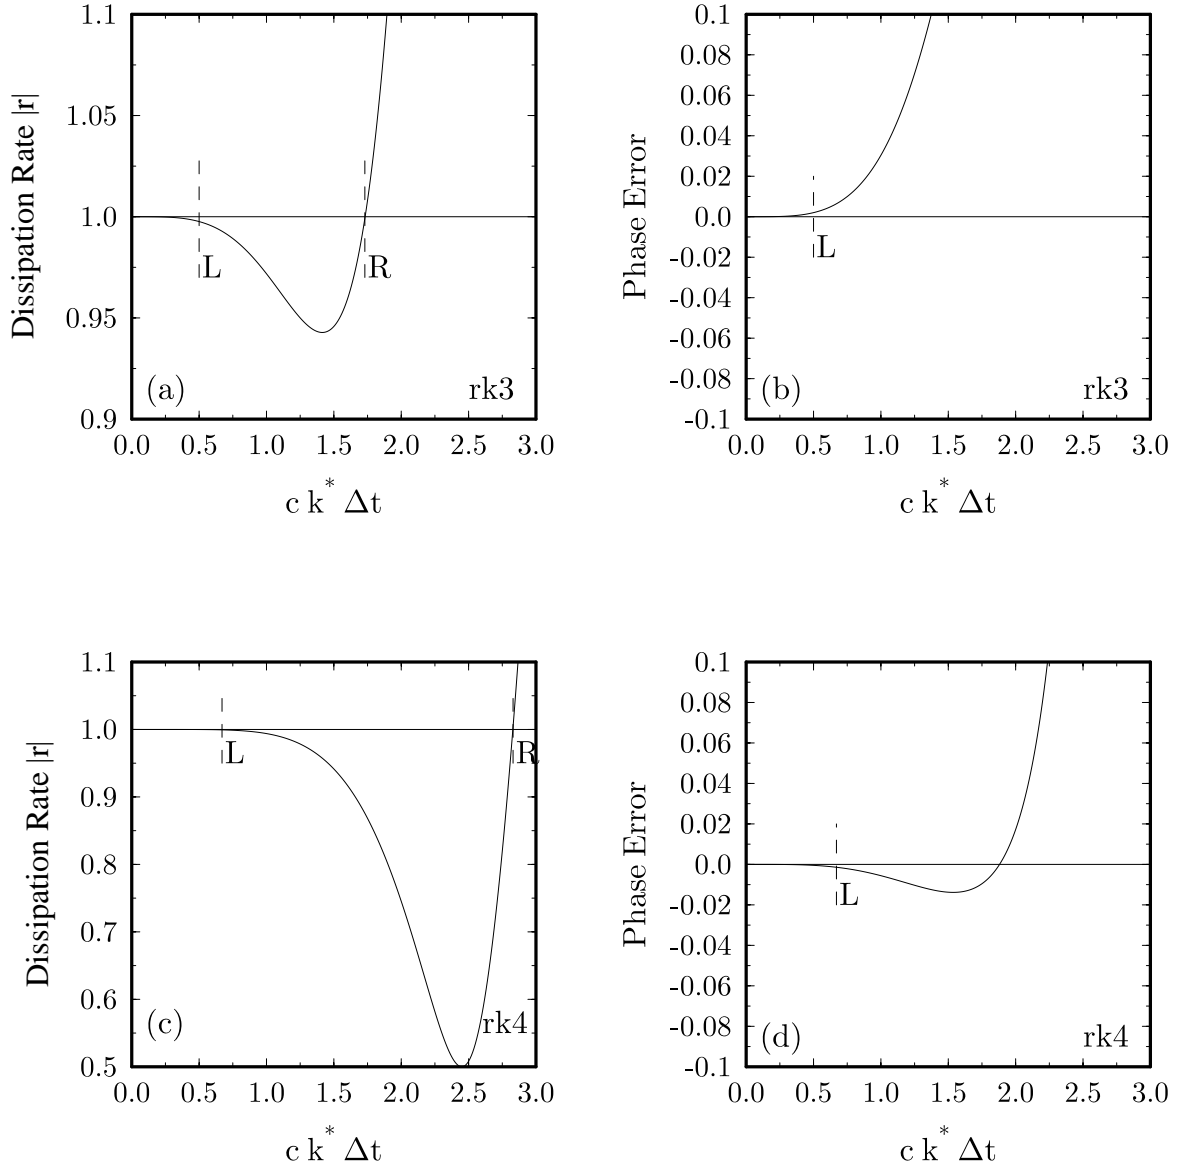 Dissipation Rate |r|
1.1
1.05
1.0
0.95
0.9
L
R
(a)
rk3
0.0 0.5 1.0 1.5 2.0 2.5 3.0
c k* Δt
Phase Error
0.1
0.08
0.06
0.04
0.02
0.0
-0.02
-0.04
-0.06
-0.08
-0.1
L
(b)
rk3
0.0 0.5 1.0 1.5 2.0 2.5 3.0
c k* Δt
Dissipation Rate |r|
1.1
1.0
0.9
0.8
0.7
0.6
0.5
L
R
(c)
rk4
0.0 0.5 1.0 1.5 2.0 2.5 3.0
c k* Δt
Phase Error
0.1
0.08
0.06
0.04
0.02
0.0
-0.02
-0.04
-0.06
-0.08
-0.1
L
(d)
rk4
0.0 0.5 1.0 1.5 2.0 2.5 3.0
c k* Δt